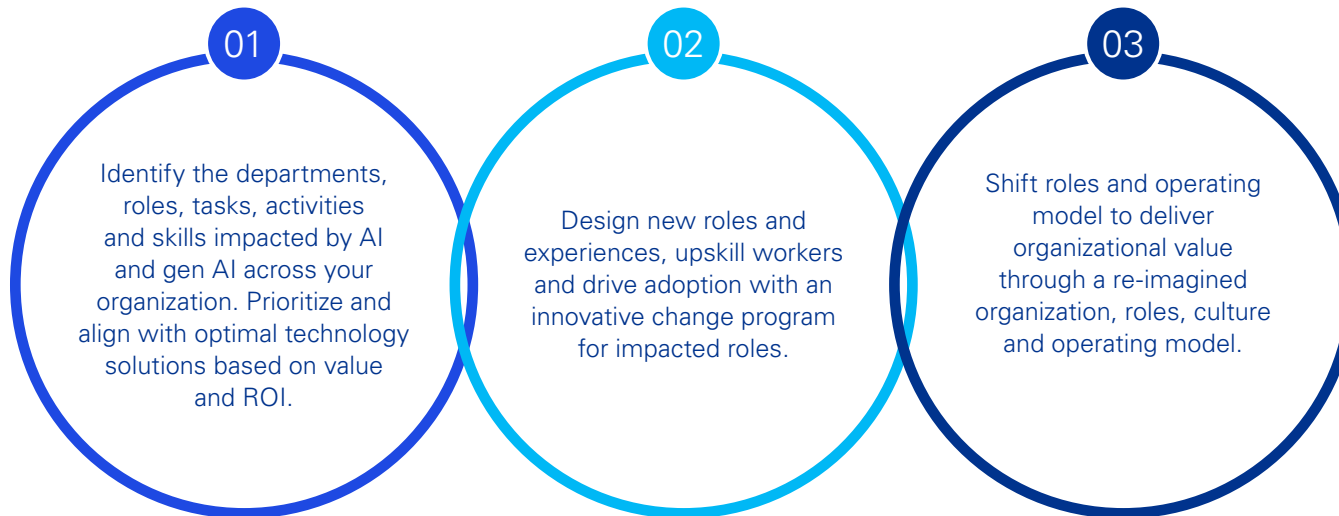 01
Identify the departments,
roles, tasks, activities
and skills impacted by AI
and gen AI across your
organization. Prioritize and
align with optimal technology
solutions based on value
and ROI.
02
Design new roles and
experiences, upskill workers
and drive adoption with an
innovative change program
for impacted roles.
03
Shift roles and operating
model to deliver
organizational value
through a re-imagined
organization, roles, culture
and operating model.